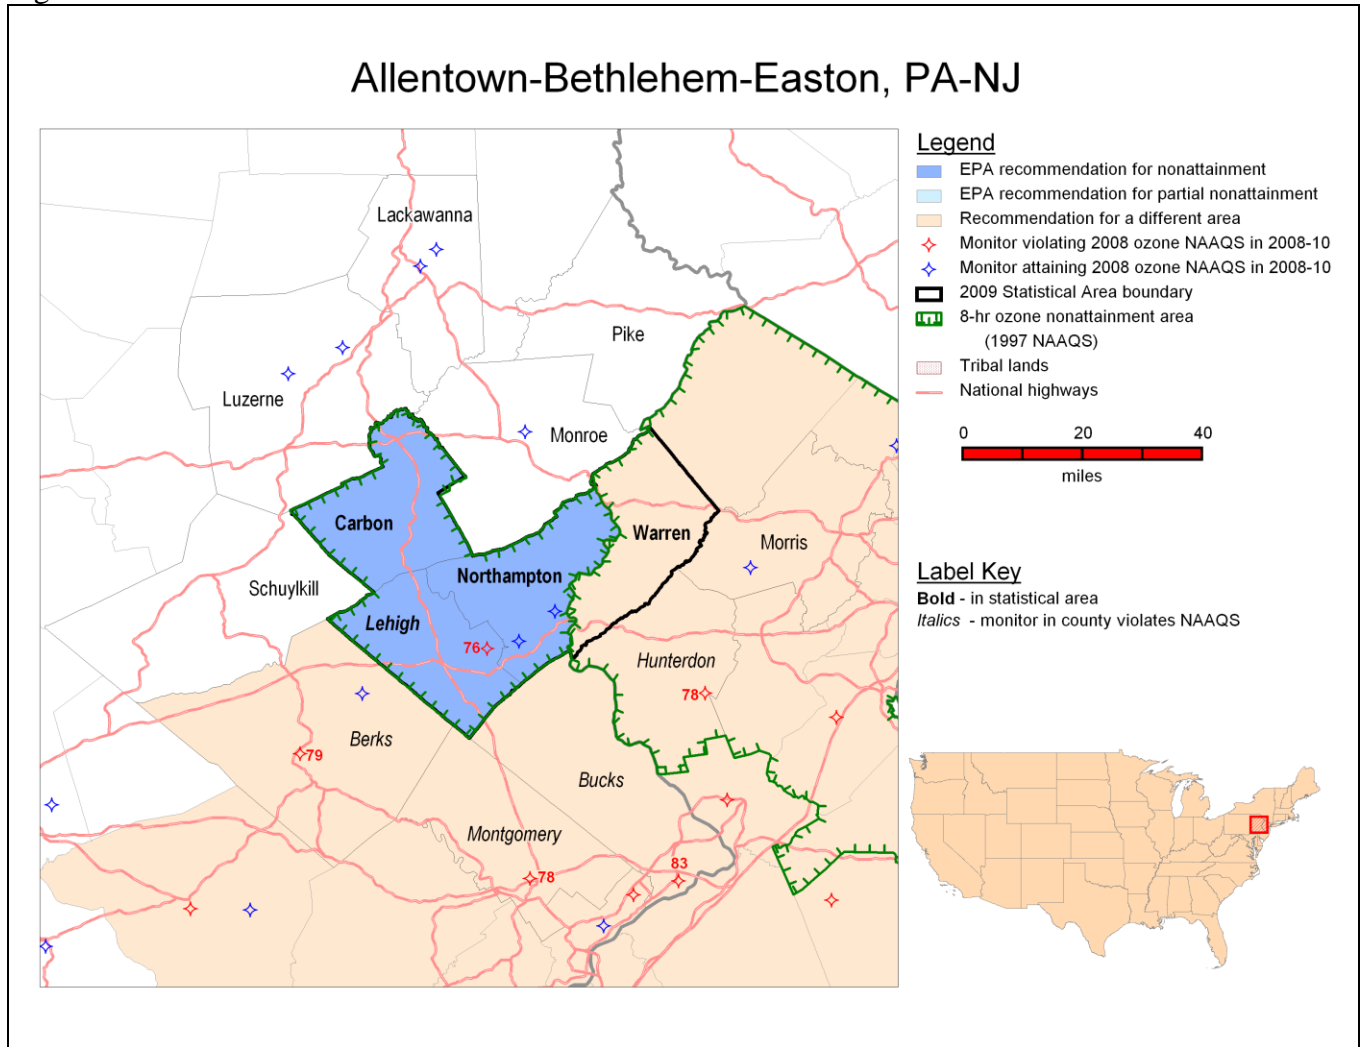 Allentown-Bethlehem-Easton, PA-NJ
Legend
EPA recommendation for nonattainment
EPA recommendation for partial nonattainment
Recommendation for a different area
Monitor violating 2008 ozone NAAQS in 2008-10
Monitor attaining 2008 ozone NAAQS in 2008-10
2009 Statistical Area boundary
8-hr ozone nonattainment area
(1997 NAAQS)
Tribal lands
National highways
0 20 40
miles
Label Key
Bold - in statistical area
Italics - monitor in county violates NAAQS
Lackawanna
Pike
Luzerne
Monroe
Carbon
Warren
Morris
Northampton
Schuylkill
Lehigh
76
Hunterdon
78
Berks
79
Bucks
Montgomery
83
78